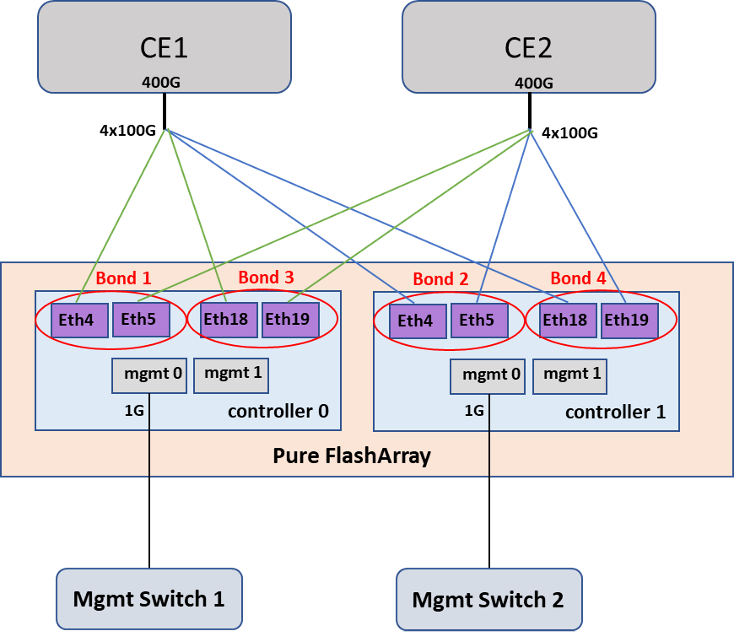 CE1
400G
CE2
400G
4x100G
4x100G
Bond 1
Bond 3
Bond 2
Bond 4
Eth4
Eth5
Eth18
Eth19
Eth4
Eth5
Eth18
Eth19
mgmt 0
mgmt 1
mgmt 0
mgmt 1
1G
controller 0
1G
controller 1
Pure FlashArray
Mgmt Switch 1
Mgmt Switch 2